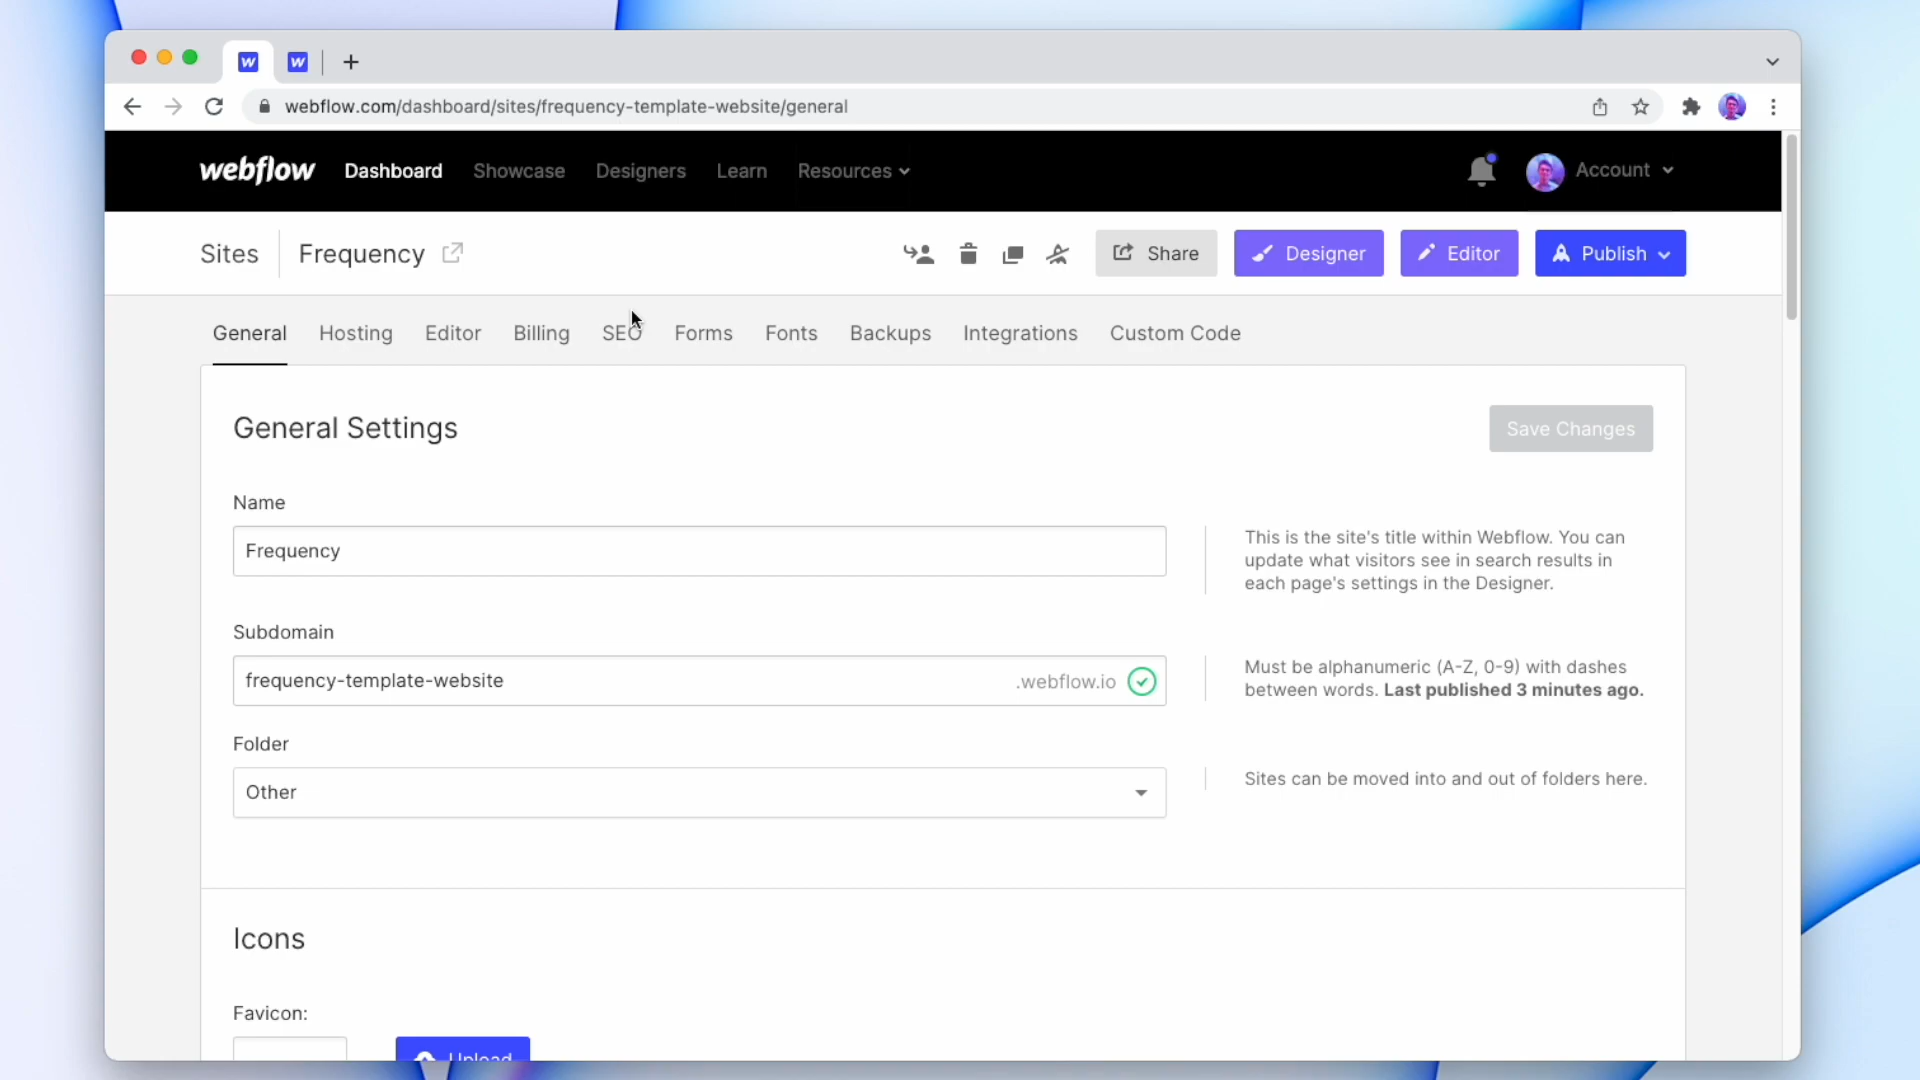 webflow.com/dashboard/sites/frequency-template-website/general
webflow Dashboard Showcase Designers Learn Resources Account
Sites Frequency Share Designer Editor Publish
General Hosting Editor Billing SEO Forms Fonts Backups Integrations Custom Code
General Settings
Save Changes
Name
Frequency
This is the site's title within Webflow. You can
update what visitors see in search results in
each page's settings in the Designer.
Subdomain
frequency-template-website .webflow.io
Must be alphanumeric (A-Z, 0-9) with dashes
between words. Last published 3 minutes ago.
Folder
Other
Sites can be moved into and out of folders here.
Icons
Favicon:
Upload